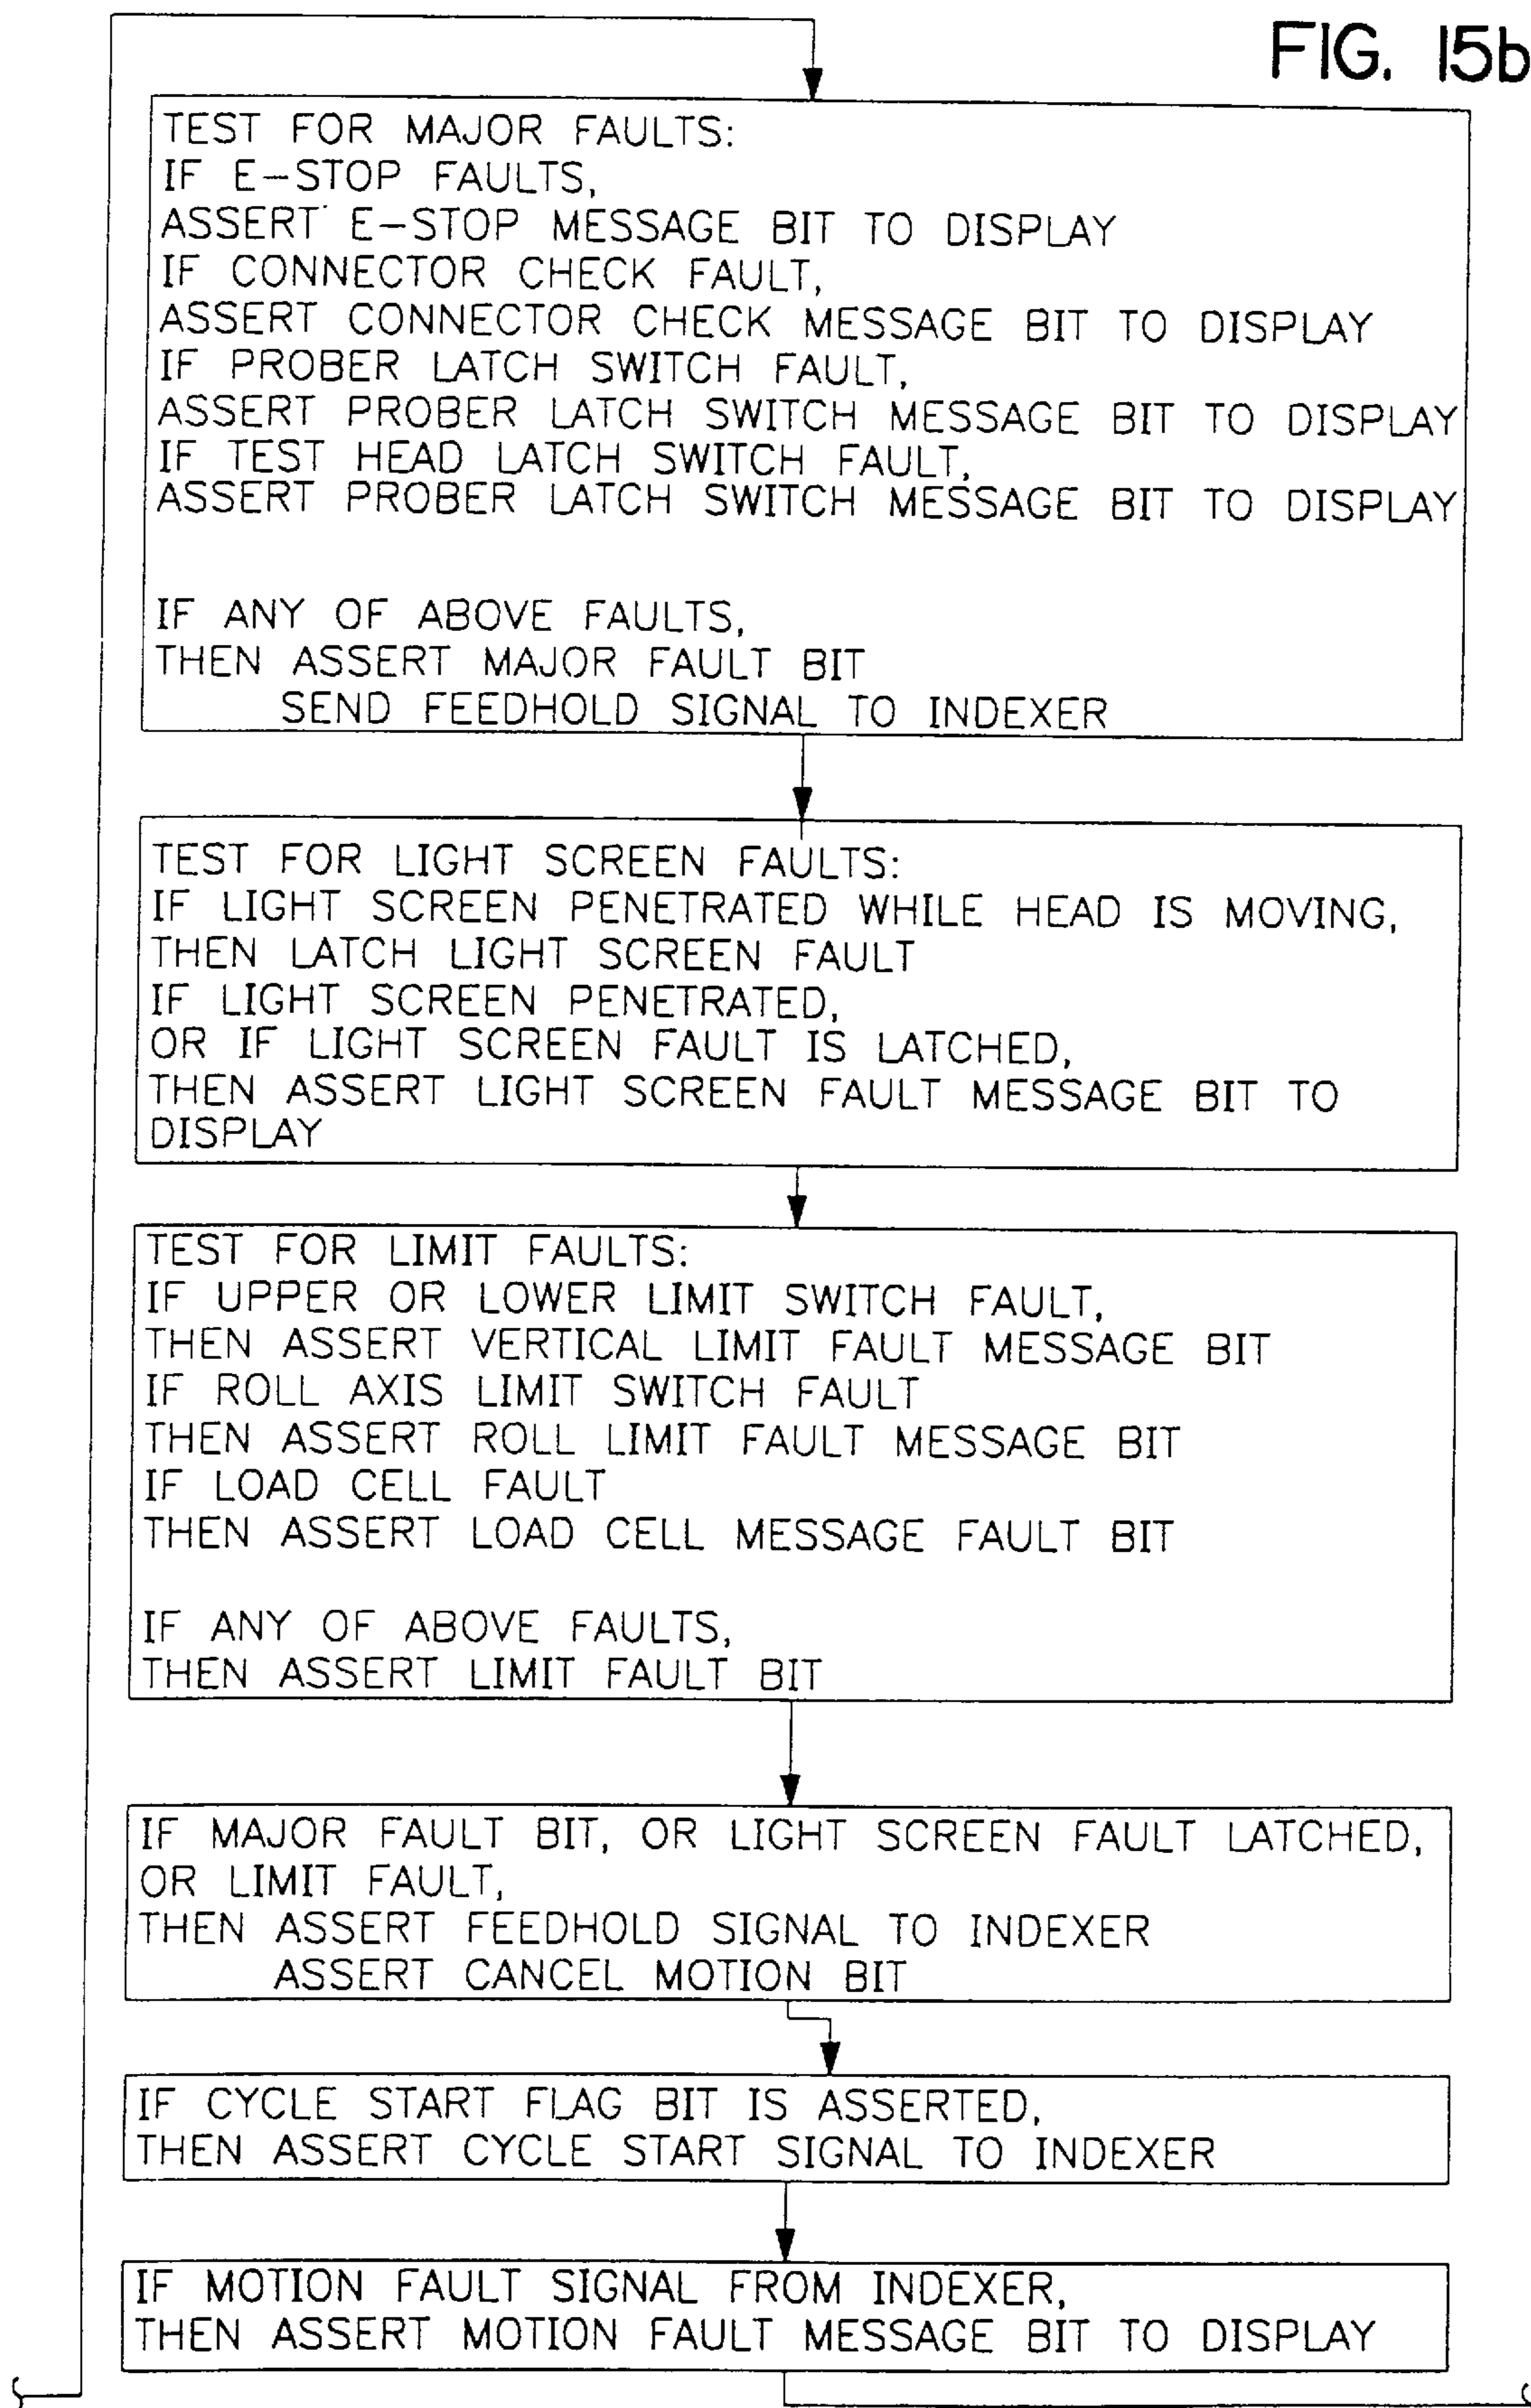 FIG. 15b
TEST FOR MAJOR FAULTS:
IF E-STOP FAULTS,
ASSERT E-STOP MESSAGE BIT TO DISPLAY
IF CONNECTOR CHECK FAULT,
ASSERT CONNECTOR CHECK MESSAGE BIT TO DISPLAY
IF PROBER LATCH SWITCH FAULT,
ASSERT PROBER LATCH SWITCH MESSAGE BIT TO DISPLAY
IF TEST HEAD LATCH SWITCH FAULT,
ASSERT PROBER LATCH SWITCH MESSAGE BIT TO DISPLAY
IF ANY OF ABOVE FAULTS,
THEN ASSERT MAJOR FAULT BIT
SEND FEEDHOLD SIGNAL TO INDEXER
TEST FOR LIGHT SCREEN FAULTS:
IF LIGHT SCREEN PENETRATED WHILE HEAD IS MOVING,
THEN LATCH LIGHT SCREEN FAULT
IF LIGHT SCREEN PENETRATED,
OR IF LIGHT SCREEN FAULT IS LATCHED,
THEN ASSERT LIGHT SCREEN FAULT MESSAGE BIT TO
DISPLAY
TEST FOR LIMIT FAULTS:
IF UPPER OR LOWER LIMIT SWITCH FAULT,
THEN ASSERT VERTICAL LIMIT FAULT MESSAGE BIT
IF ROLL AXIS LIMIT SWITCH FAULT
THEN ASSERT ROLL LIMIT FAULT MESSAGE BIT
IF LOAD CELL FAULT
THEN ASSERT LOAD CELL MESSAGE FAULT BIT
IF ANY OF ABOVE FAULTS,
THEN ASSERT LIMIT FAULT BIT
IF MAJOR FAULT BIT, OR LIGHT SCREEN FAULT LATCHED,
OR LIMIT FAULT,
THEN ASSERT FEEDHOLD SIGNAL TO INDEXER
ASSERT CANCEL MOTION BIT
IF CYCLE START FLAG BIT IS ASSERTED,
THEN ASSERT CYCLE START SIGNAL TO INDEXER
IF MOTION FAULT SIGNAL FROM INDEXER,
THEN ASSERT MOTION FAULT MESSAGE BIT TO DISPLAY